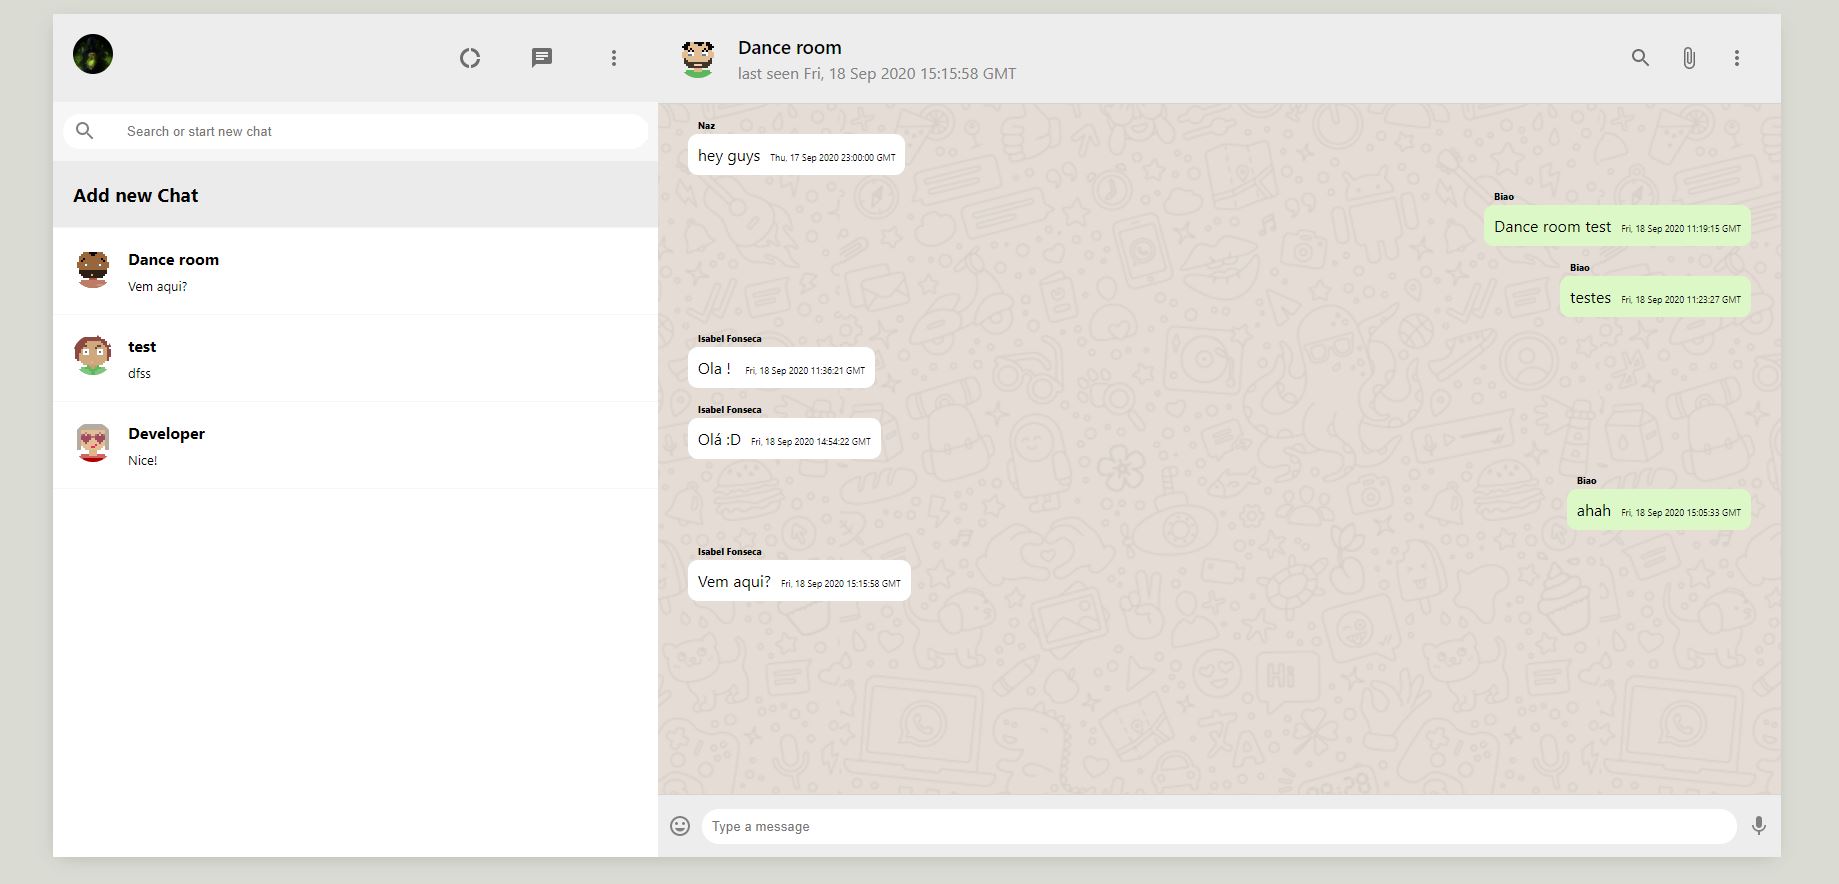 Search or start new chat
Add new Chat
Dance room
Vem aqui?
test
dfss
Developer
Nice!
Dance room
last seen Fri, 18 Sep 2020 15:15:58 GMT
Naz
hey guys Thu, 17 Sep 2020 23:00:00 GMT
Biao
Dance room test Fri, 18 Sep 2020 11:19:15 GMT
Biao
testes Fri, 18 Sep 2020 11:23:27 GMT
Isabel Fonseca
Ola ! Fri, 18 Sep 2020 11:36:21 GMT
Isabel Fonseca
Olá :D Fri, 18 Sep 2020 14:54:22 GMT
Biao
ahah Fri, 18 Sep 2020 15:05:33 GMT
Isabel Fonseca
Vem aqui? Fri, 18 Sep 2020 15:15:58 GMT
Hi
Type a message